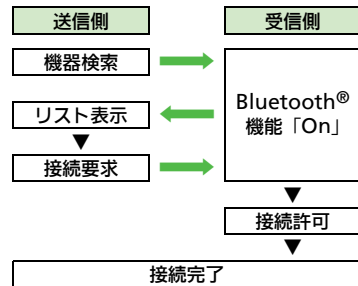 送信側
受信側
機器検索
Bluetooth®
機能「On」
リスト表示
▼
接続要求
▼
接続許可
▼
接続完了